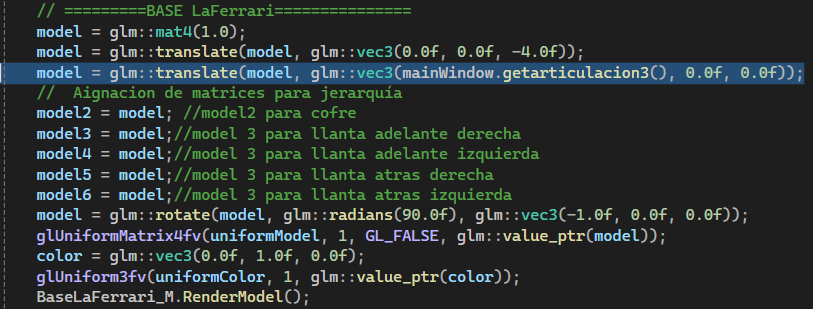 // =========BASE LaFerrari===============
model = glm::mat4(1.0);
model = glm::translate(model, glm::vec3(0.0f, 0.0f, -4.0f));
model = glm::translate(model, glm::vec3(mainWindow.getarticulacion3(), 0.0f, 0.0f));
//  Aignacion de matrices para jerarquía
model2 = model; //model2 para cofre
model3 = model;//model 3 para llanta adelante derecha
model4 = model;//model 3 para llanta adelante izquierda
model5 = model;//model 3 para llanta atras derecha
model6 = model;//model 3 para llanta atras izquierda
model = glm::rotate(model, glm::radians(90.0f), glm::vec3(-1.0f, 0.0f, 0.0f));
glUniformMatrix4fv(uniformModel, 1, GL_FALSE, glm::value_ptr(model));
color = glm::vec3(0.0f, 1.0f, 0.0f);
glUniform3fv(uniformColor, 1, glm::value_ptr(color));
BaseLaFerrari_M.RenderModel();